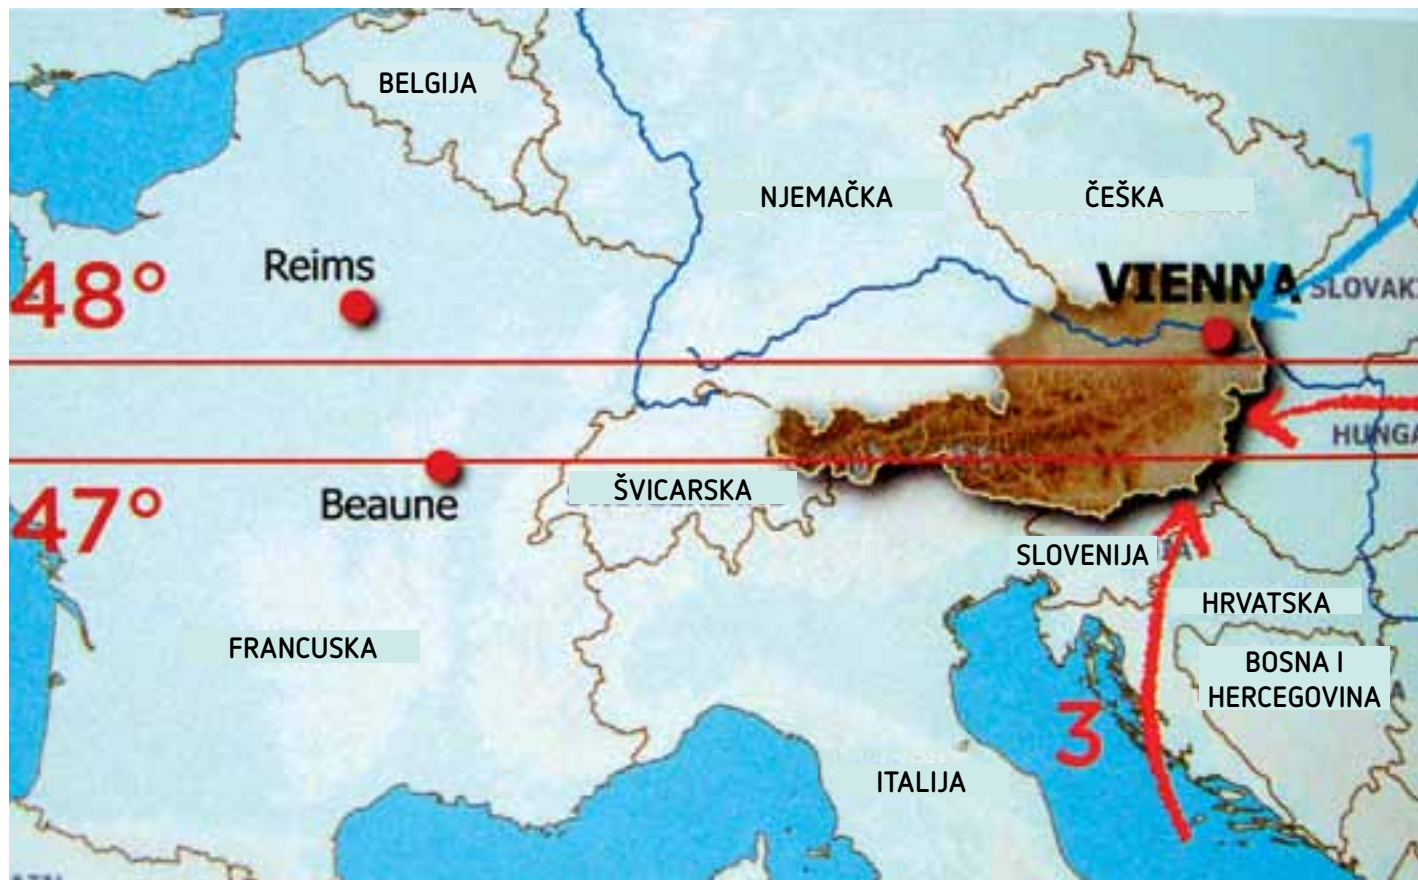 BELGIJA
NJEMAČKA
ČEŠKA
1
Reims
48°
VIENNA
SLOVAK
HUNGA
47°
Beaune
ŠVICARSKA
SLOVENIJA
HRVATSKA
FRANCUSKA
BOSNA I
HERCEGOVINA
3
ITALIJA